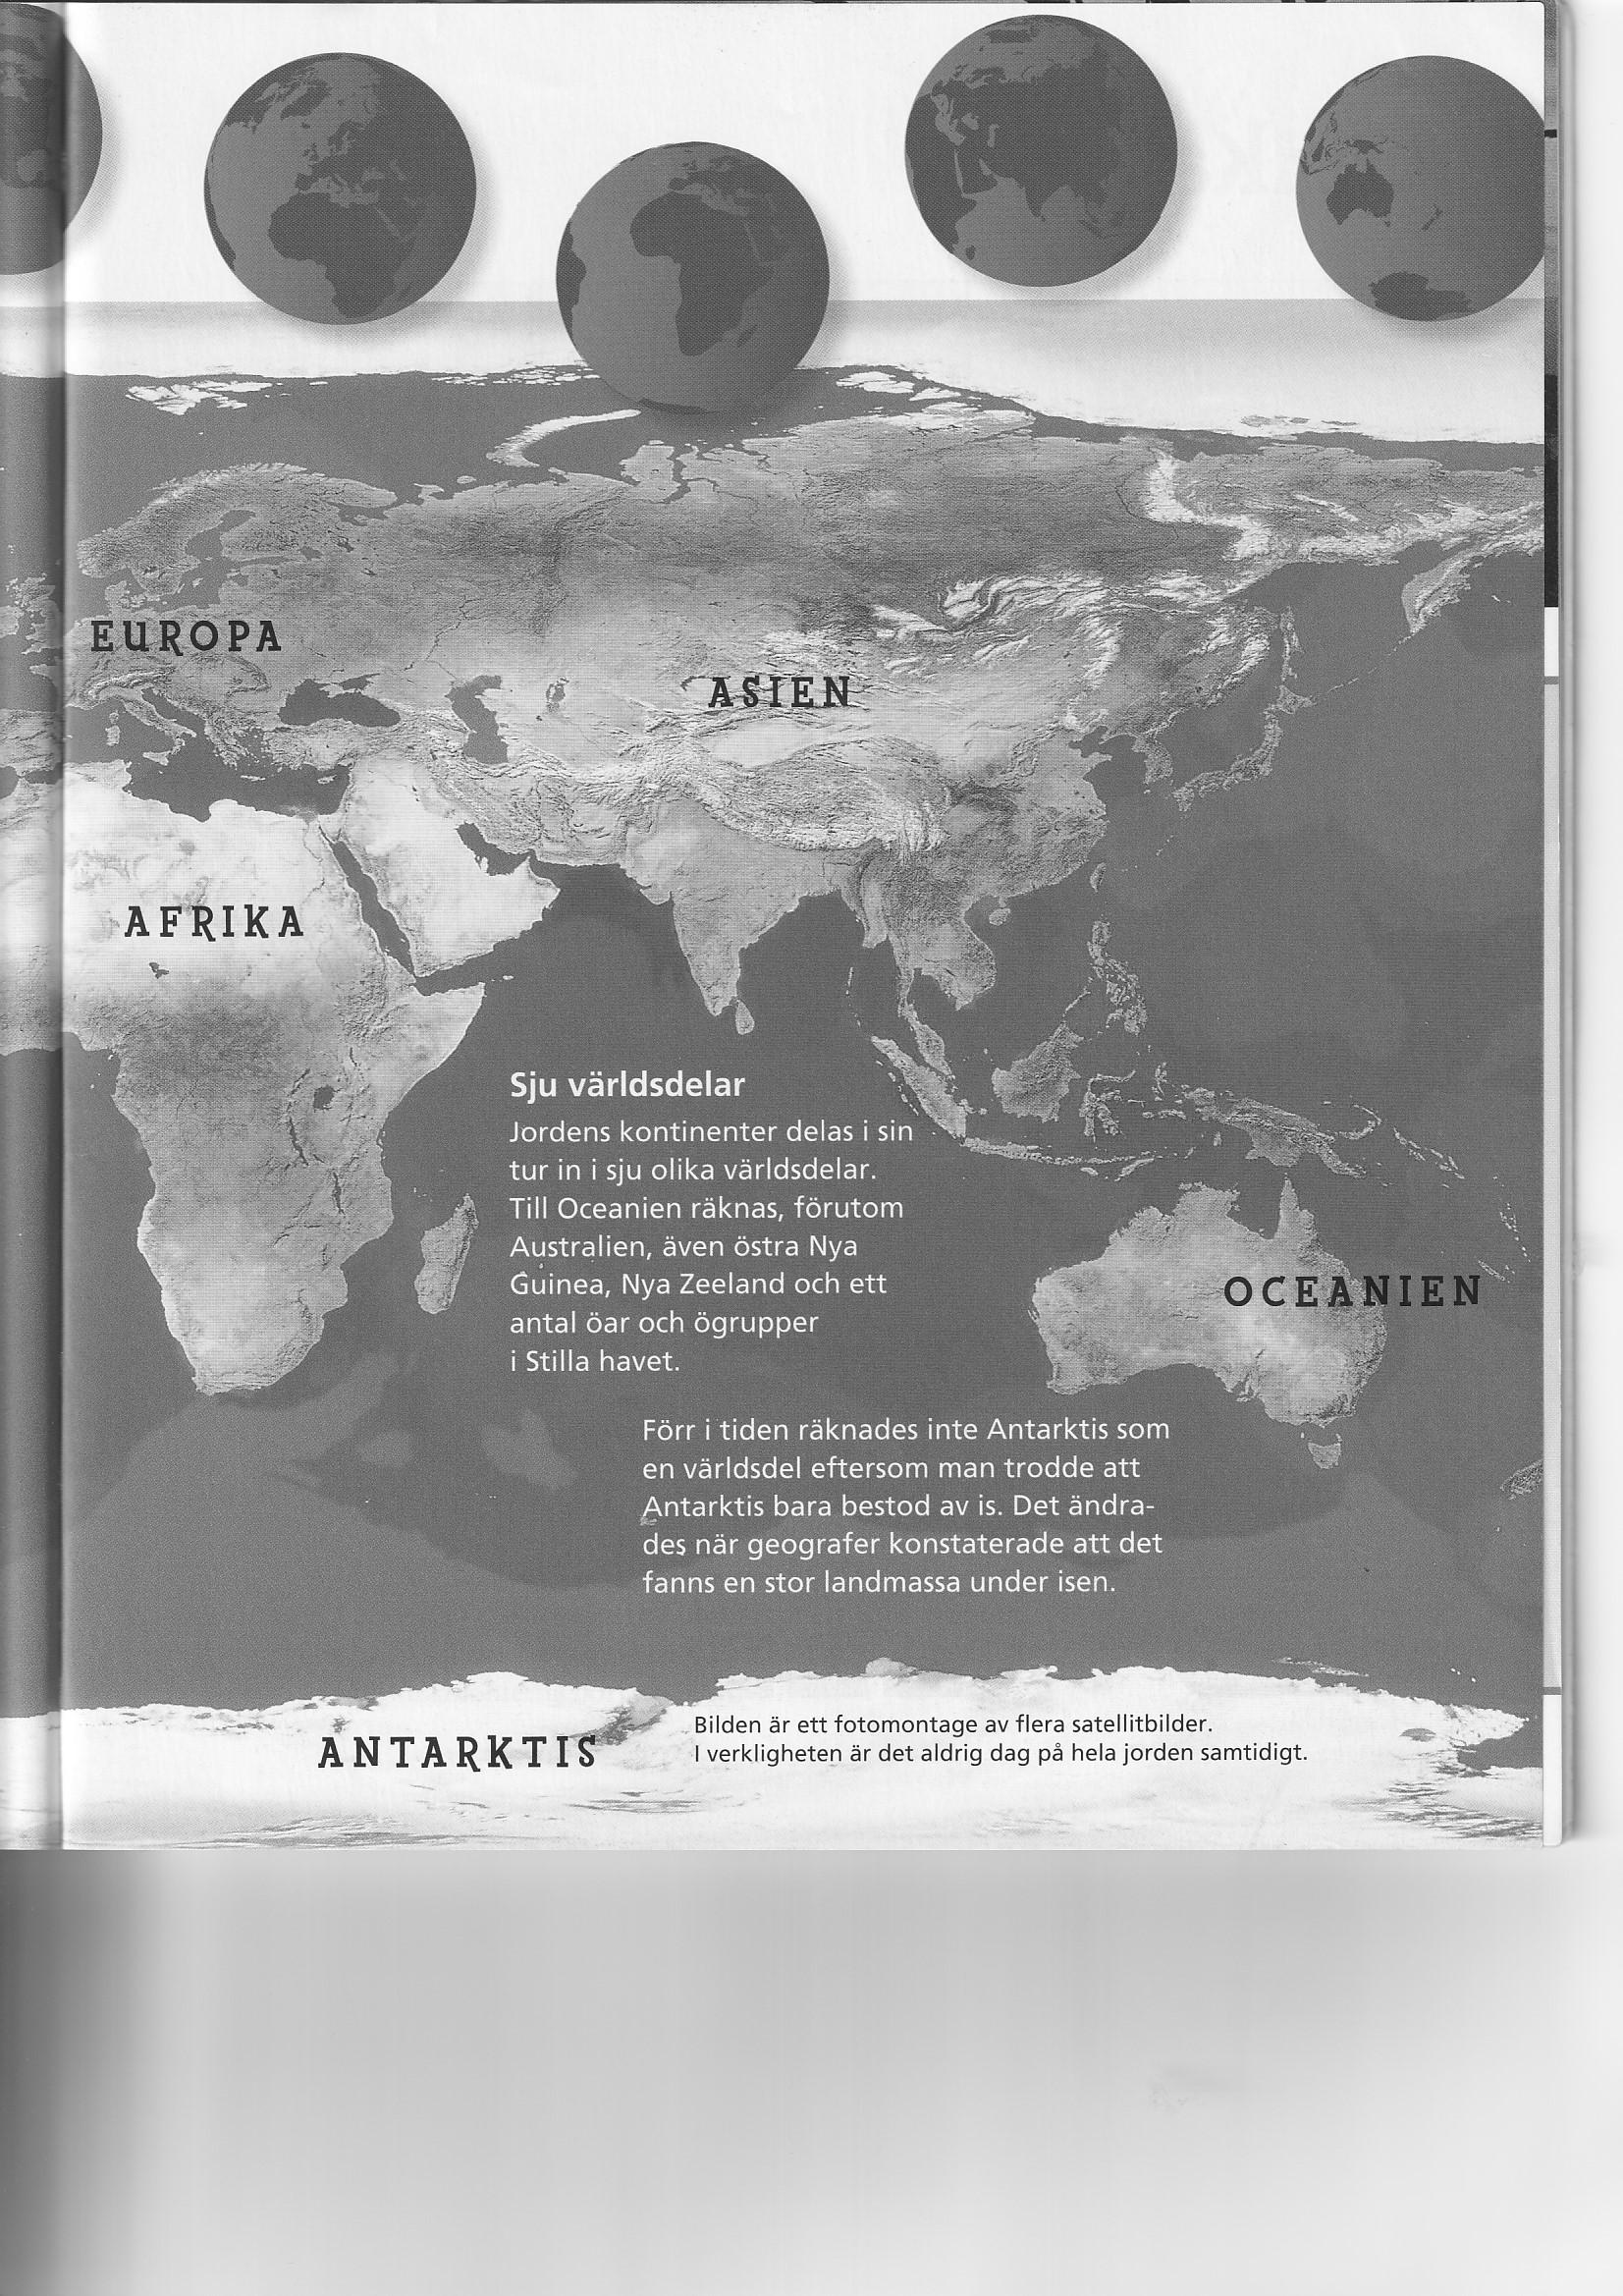 EUROPA
ASIEN
AFRIKA
Sju världsdelar
Jordens kontinenter delas i sin
tur in i sju olika världsdelar.
Till Oceanien räknas, förutom
Australien, även östra Nya
Guinea, Nya Zeeland och ett
antal öar och ögrupper
i Stilla havet.
OCEANIEN
Förr i tiden räknades inte Antarktis som
en världsdel eftersom man trodde att
Antarktis bara bestod av is. Det ändra-
des när geografer konstaterade att det
fanns en stor landmassa under isen.
ANTARKTIS
Bilden är ett fotomontage av flera satellitbilder.
I verkligheten är det aldrig dag på hela jorden samtidigt.